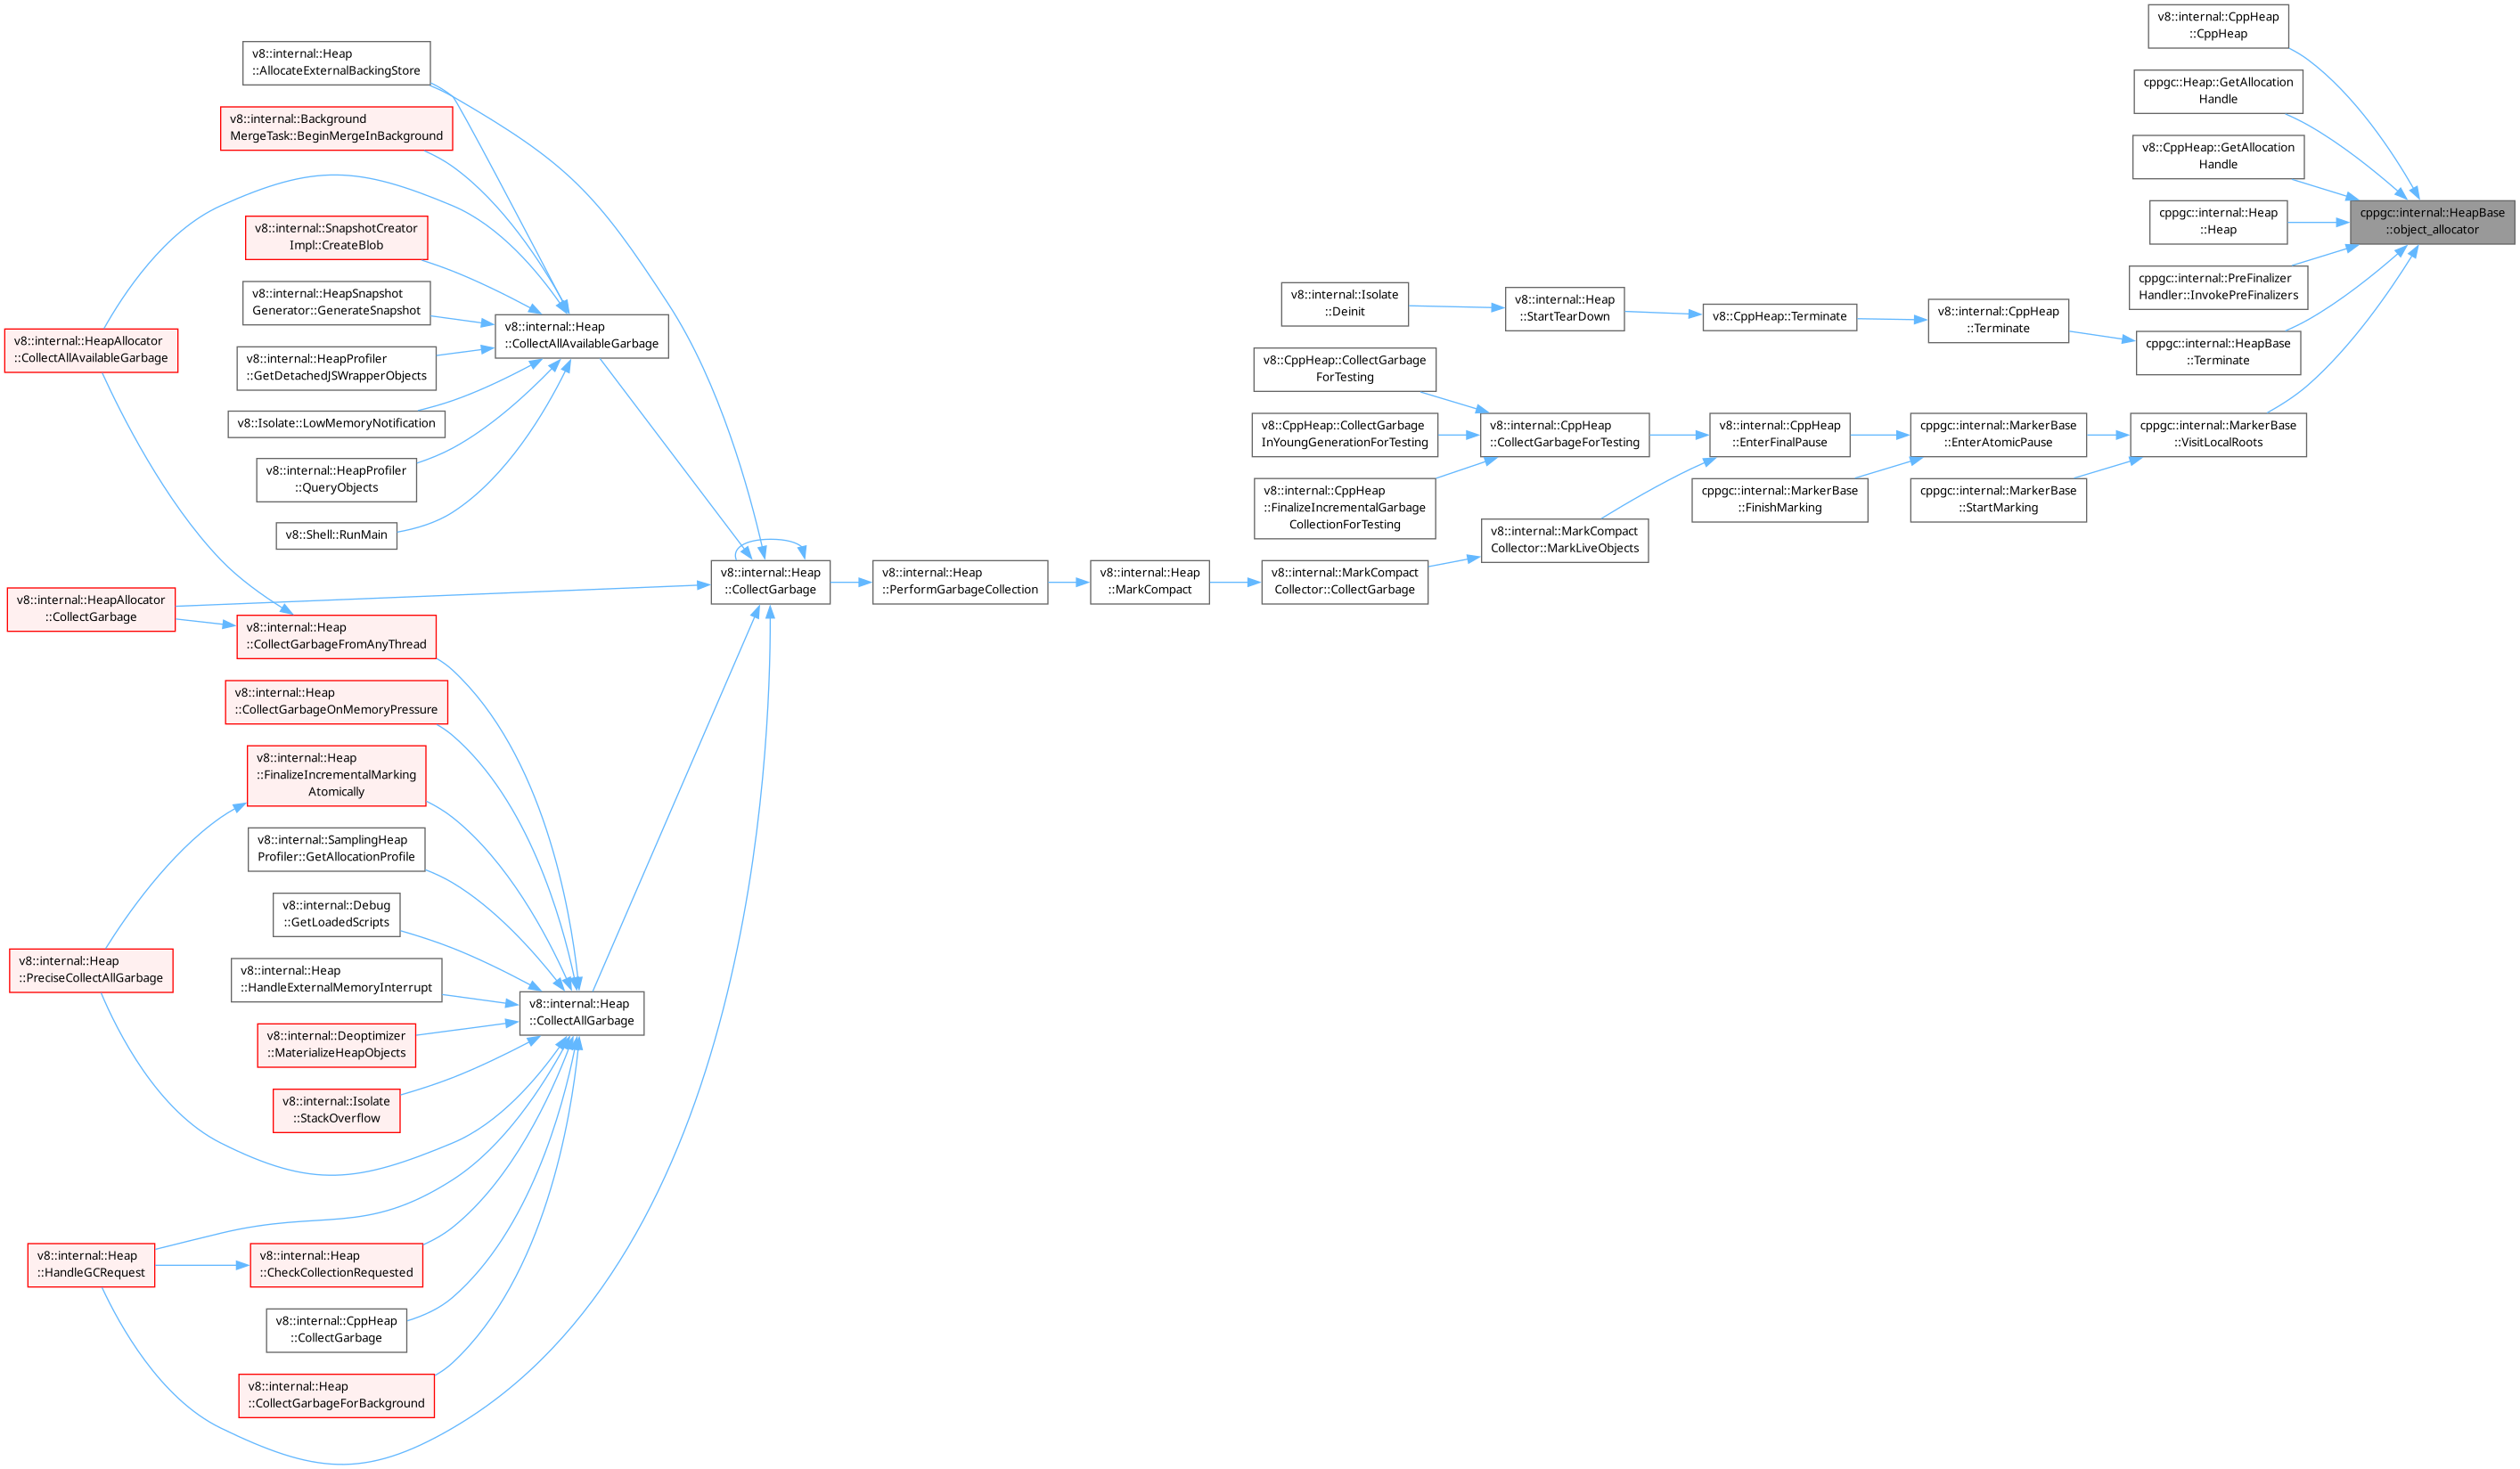 v8::internal::CppHeap
::CppHeap
cppgc::Heap::GetAllocation
Handle
v8::CppHeap::GetAllocation
Handle
cppgc::internal::Heap
::Heap
cppgc::internal::PreFinalizer
Handler::InvokePreFinalizers
cppgc::internal::HeapBase
::Terminate
cppgc::internal::MarkerBase
::VisitLocalRoots
cppgc::internal::HeapBase
::object_allocator
v8::internal::CppHeap
::Terminate
v8::CppHeap::Terminate
v8::internal::Heap
::StartTearDown
v8::internal::Isolate
::Deinit
cppgc::internal::MarkerBase
::EnterAtomicPause
cppgc::internal::MarkerBase
::StartMarking
v8::internal::CppHeap
::EnterFinalPause
cppgc::internal::MarkerBase
::FinishMarking
v8::internal::CppHeap
::CollectGarbageForTesting
v8::internal::MarkCompact
Collector::MarkLiveObjects
v8::CppHeap::CollectGarbage
ForTesting
v8::CppHeap::CollectGarbage
InYoungGenerationForTesting
v8::internal::CppHeap
::FinalizeIncrementalGarbage
CollectionForTesting
v8::internal::MarkCompact
Collector::CollectGarbage
v8::internal::Heap
::MarkCompact
v8::internal::Heap
::PerformGarbageCollection
v8::internal::Heap
::CollectGarbage
v8::internal::Heap
::CollectAllAvailableGarbage
v8::internal::Heap
::CollectAllGarbage
v8::internal::Heap
::AllocateExternalBackingStore
v8::internal::Background
MergeTask::BeginMergeInBackground
v8::internal::SnapshotCreator
Impl::CreateBlob
v8::internal::HeapSnapshot
Generator::GenerateSnapshot
v8::internal::HeapProfiler
::GetDetachedJSWrapperObjects
v8::Isolate::LowMemoryNotification
v8::internal::HeapProfiler
::QueryObjects
v8::Shell::RunMain
v8::internal::Heap
::CollectGarbageFromAnyThread
v8::internal::Heap
::CollectGarbageOnMemoryPressure
v8::internal::Heap
::FinalizeIncrementalMarking
Atomically
v8::internal::SamplingHeap
Profiler::GetAllocationProfile
v8::internal::Debug
::GetLoadedScripts
v8::internal::Heap
::HandleExternalMemoryInterrupt
v8::internal::Deoptimizer
::MaterializeHeapObjects
v8::internal::Isolate
::StackOverflow
v8::internal::Heap
::CheckCollectionRequested
v8::internal::CppHeap
::CollectGarbage
v8::internal::Heap
::CollectGarbageForBackground
v8::internal::HeapAllocator
::CollectAllAvailableGarbage
v8::internal::HeapAllocator
::CollectGarbage
v8::internal::Heap
::PreciseCollectAllGarbage
v8::internal::Heap
::HandleGCRequest